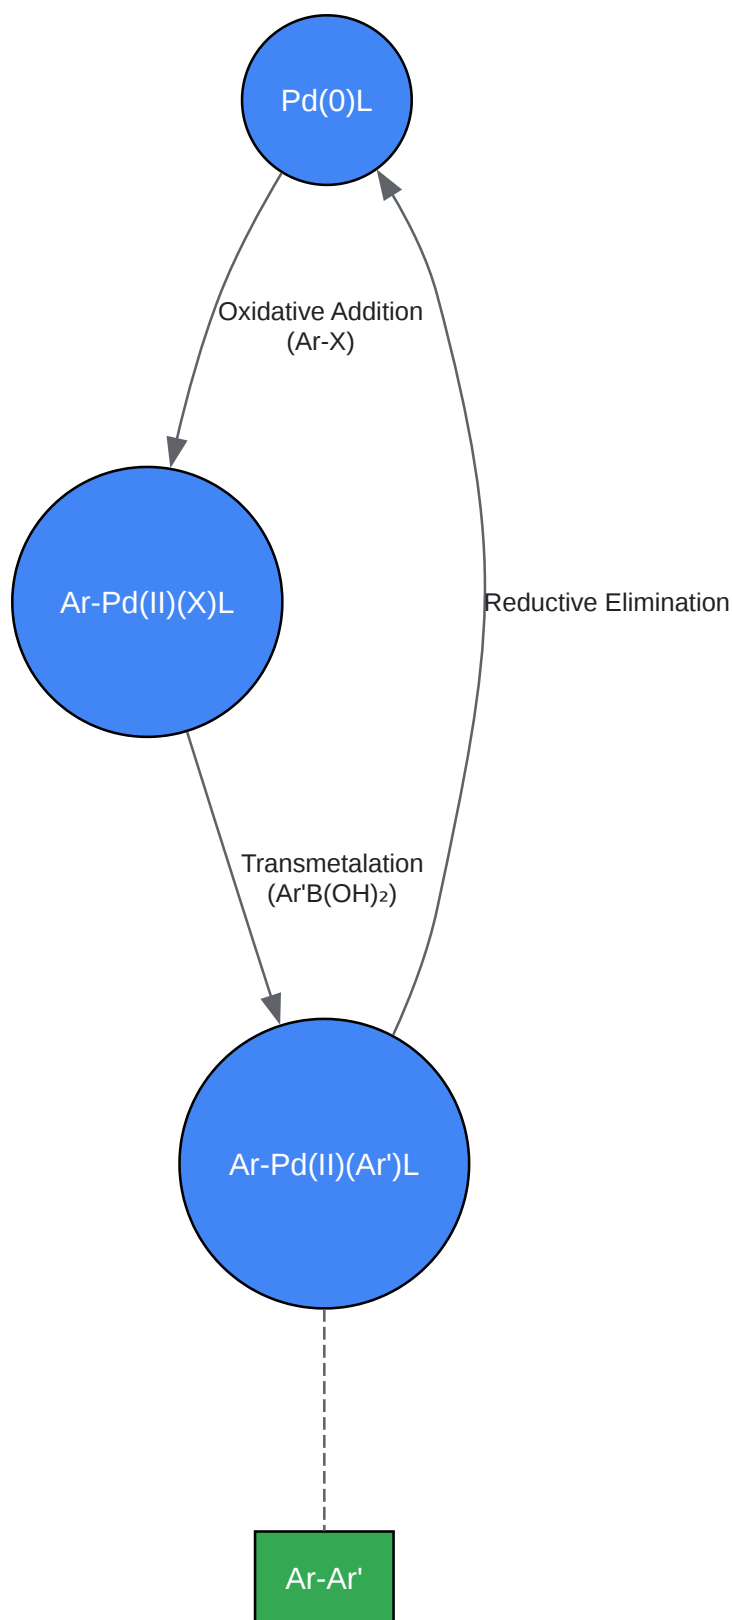 Pd(0)L
Oxidative Addition
(Ar-X)
Ar-Pd(II)(X)L
Reductive Elimination
Transmetalation
(Ar'B(OH)₂)
Ar-Pd(II)(Ar')L
Ar-Ar'